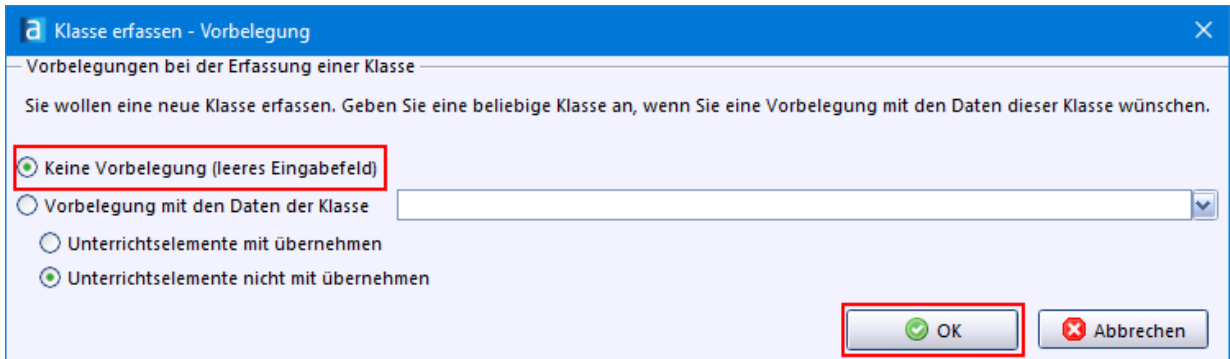 a Klasse erfassen - Vorbelegung
Vorbelegungen bei der Erfassung einer Klasse
Sie wollen eine neue Klasse erfassen. Geben Sie eine beliebige Klasse an, wenn Sie eine Vorbelegung mit den Daten dieser Klasse wünschen.
Keine Vorbelegung (leeres Eingabefeld)
Vorbelegung mit den Daten der Klasse
Unterrichtselemente mit übernehmen
Unterrichtselemente nicht mit übernehmen
OK Abbrechen